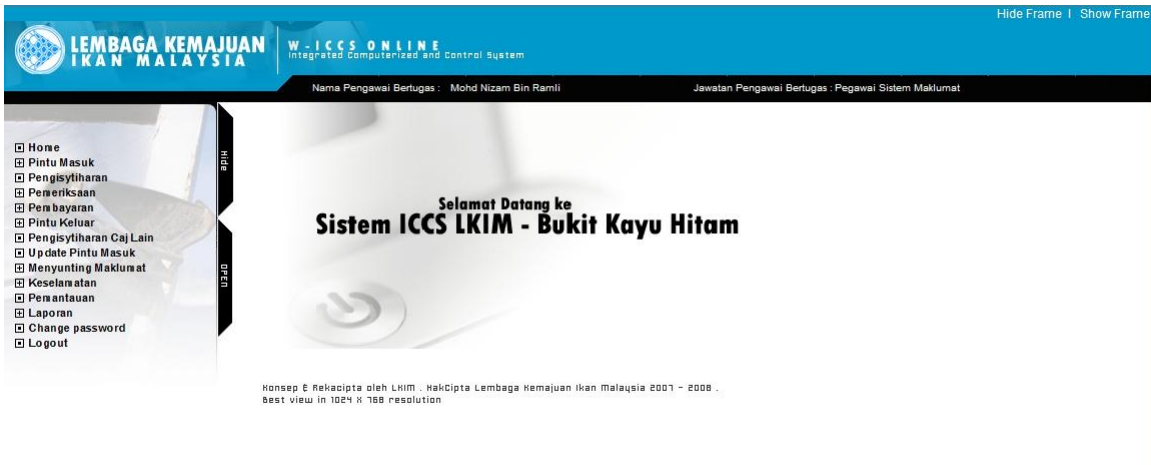 Hide Frame | Show Frame
LEMBAGA KEMAJUAN
IKAN MALAYSIA
W-ICCS ONLINE
Integrated Computerized and Control System
Nama Pengawai Bertugas : Mohd Nizam Bin Ramli
Jawatan Pengawai Bertugas : Pegawai Sistem Maklumat
Home
Pintu Masuk
Pengisytiharan
Pemeriksaan
Pembayaran
Pintu Keluar
Pengisytiharan Caj Lain
Update Pintu Masuk
Menyunting Maklumat
Keselamatan
Pemantauan
Laporan
Change password
Logout
Hide
OPEN
Selamat Datang ke
Sistem ICCS LKIM - Bukit Kayu Hitam
Konsep & Rekacipta oleh LKIM . HakCipta Lembaga Kemajuan Ikan Malaysia 2007 - 2008 .
Best view in 1024 X 768 resolution